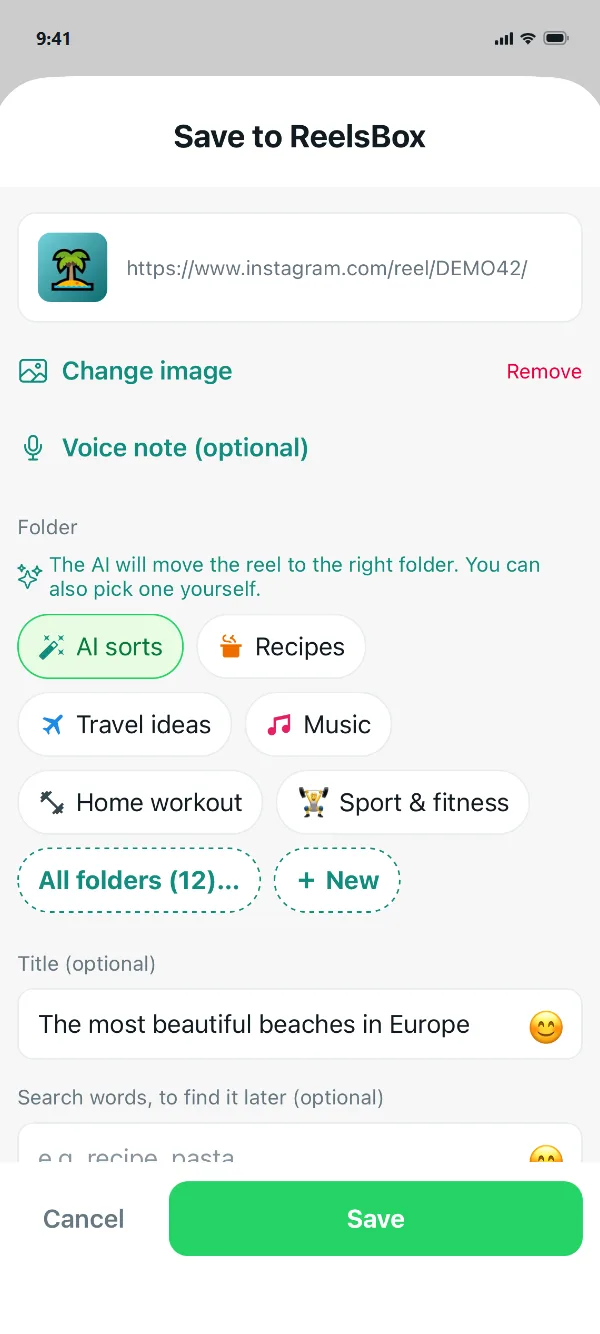 9:41
Save to ReelsBox
https://www.instagram.com/reel/DEMO42/
Change image
Remove
Voice note (optional)
Folder
The AI will move the reel to the right folder. You can
also pick one yourself.
AI sorts
Recipes
Travel ideas
Music
Home workout
Sport & fitness
All folders (12)...
+ New
Title (optional)
The most beautiful beaches in Europe
Search words, to find it later (optional)
e.g. recipe, pasta
Cancel
Save